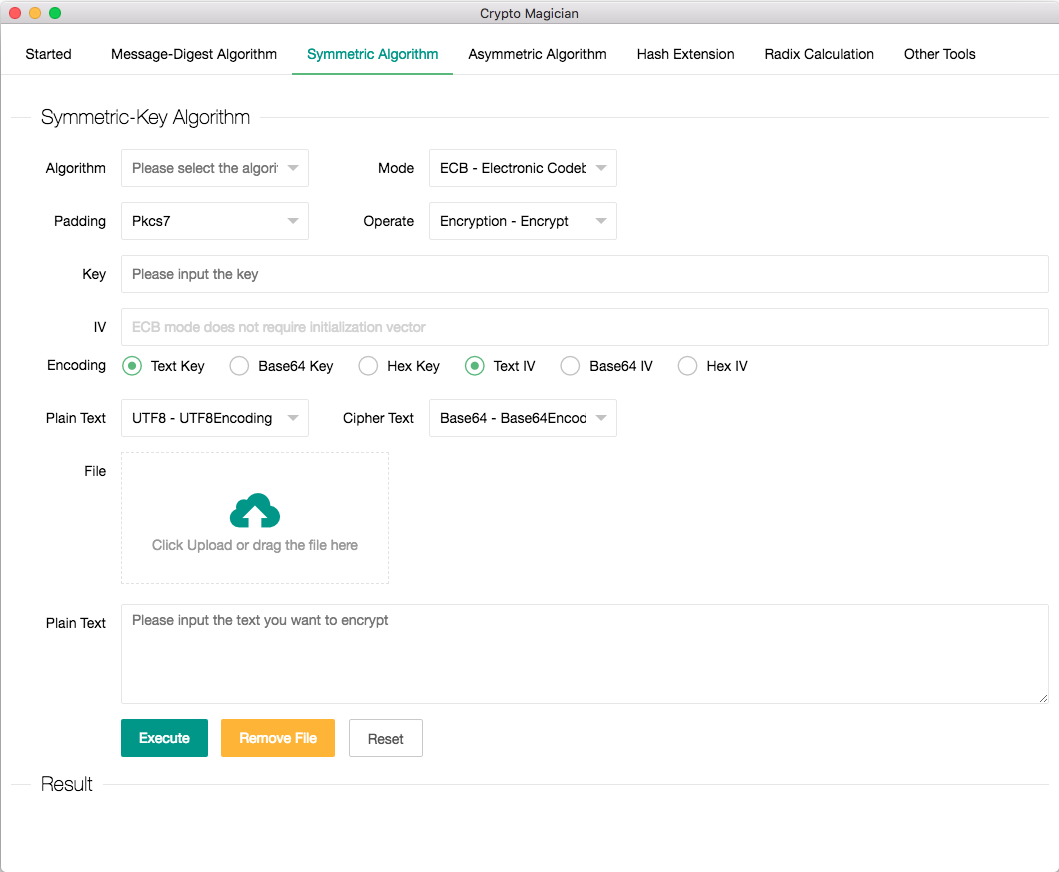 Crypto Magician
Started Message-Digest Algorithm Symmetric Algorithm Asymmetric Algorithm Hash Extension Radix Calculation Other Tools
Symmetric-Key Algorithm
Algorithm Please select the algori Mode ECB - Electronic Codeb
Padding Pkcs7 Operate Encryption - Encrypt
Key Please input the key
IV ECB mode does not require initialization vector
Encoding Text Key Base64 Key Hex Key Text IV Base64 IV Hex IV
Plain Text UTF8 - UTF8Encoding Cipher Text Base64 - Base64Encod
File
Click Upload or drag the file here
Plain Text Please input the text you want to encrypt
Execute Remove File Reset
Result